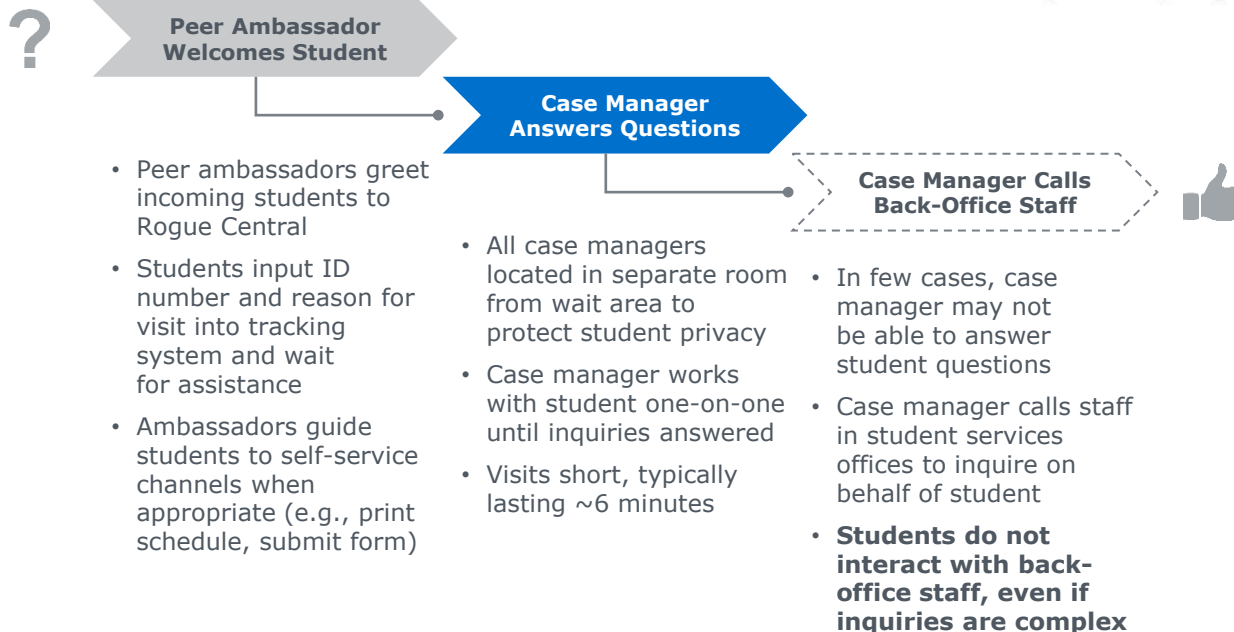 ?
Peer Ambassador
Welcomes Student
Case Manager
Answers Questions
Case Manager Calls
Back-Office Staff
• Peer ambassadors greet
incoming students to
Rogue Central
• Students input ID
number and reason for
visit into tracking
system and wait
for assistance
• Ambassadors guide
students to self-service
channels when
appropriate (e.g., print
schedule, submit form)
• All case managers
located in separate room
from wait area to
protect student privacy
• Case manager works
with student one-on-one
until inquiries answered
• Visits short, typically
lasting ~6 minutes
• In few cases, case
manager may not
be able to answer
student questions
• Case manager calls staff
in student services
offices to inquire on
behalf of student
• Students do not
interact with back-
office staff, even if
inquiries are complex